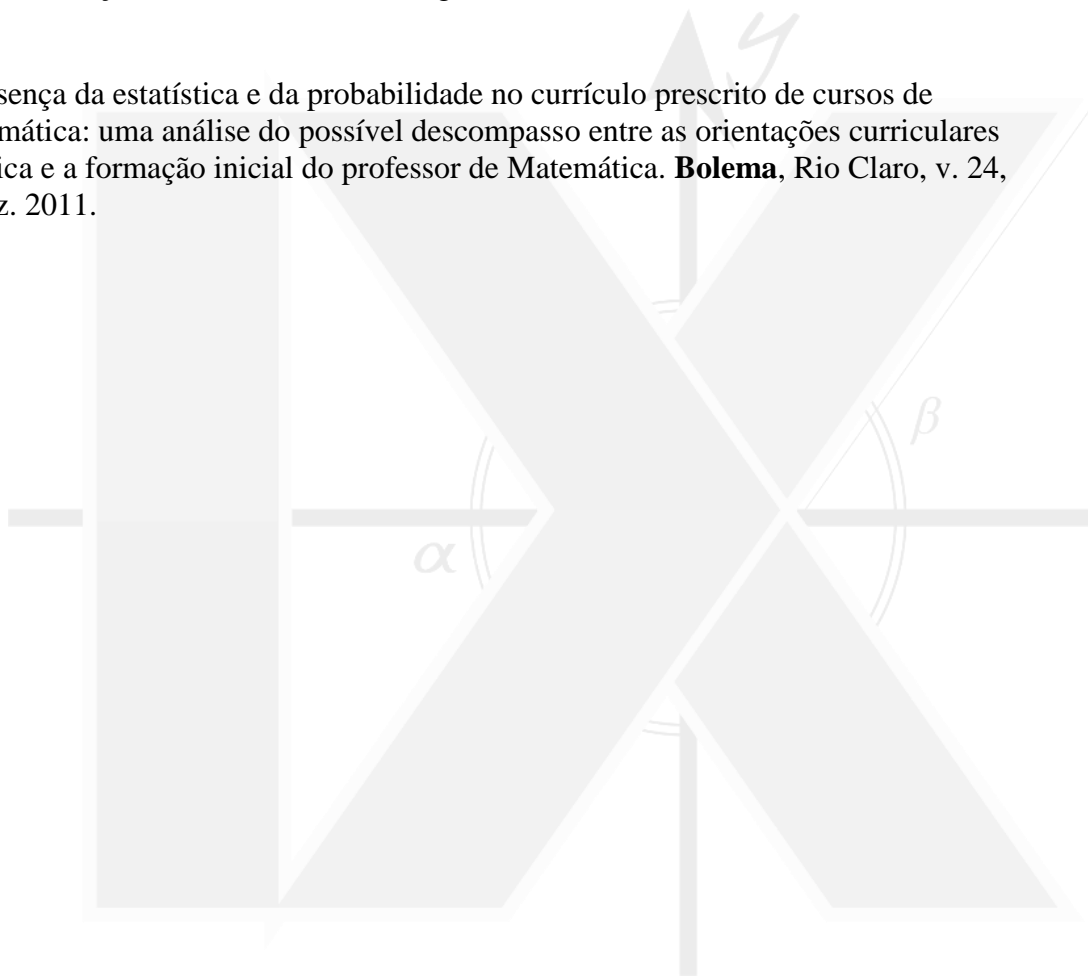 sença da estatística e da probabilidade no currículo prescrito de cursos de
mática: uma análise do possível descompasso entre as orientações curriculares
ica e a formação inicial do professor de Matemática. Bolema, Rio Claro, v. 24,
z. 2011.
y
β
α
IX